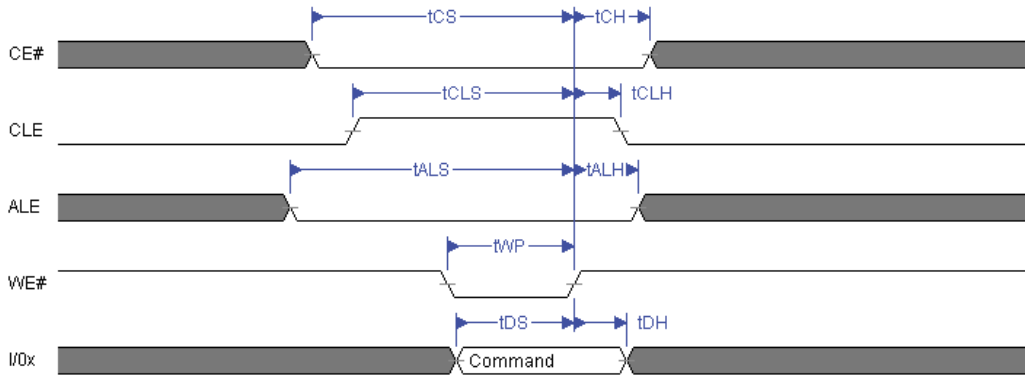 tCS tCH
CE#
tCLS tCLH
CLE
tALS tALH
ALE
tWP
WE#
tDS tDH
I/0x Command